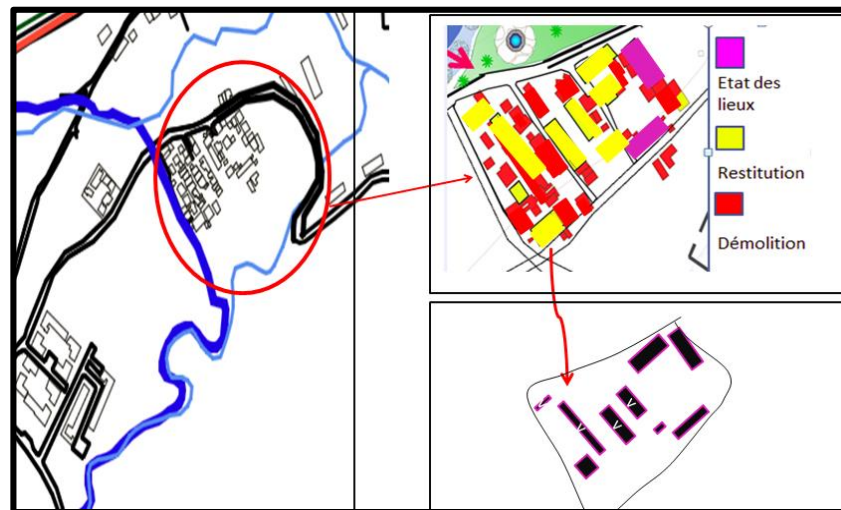 Etat des
lieux
Restitution
Démolition
V
V
V
V